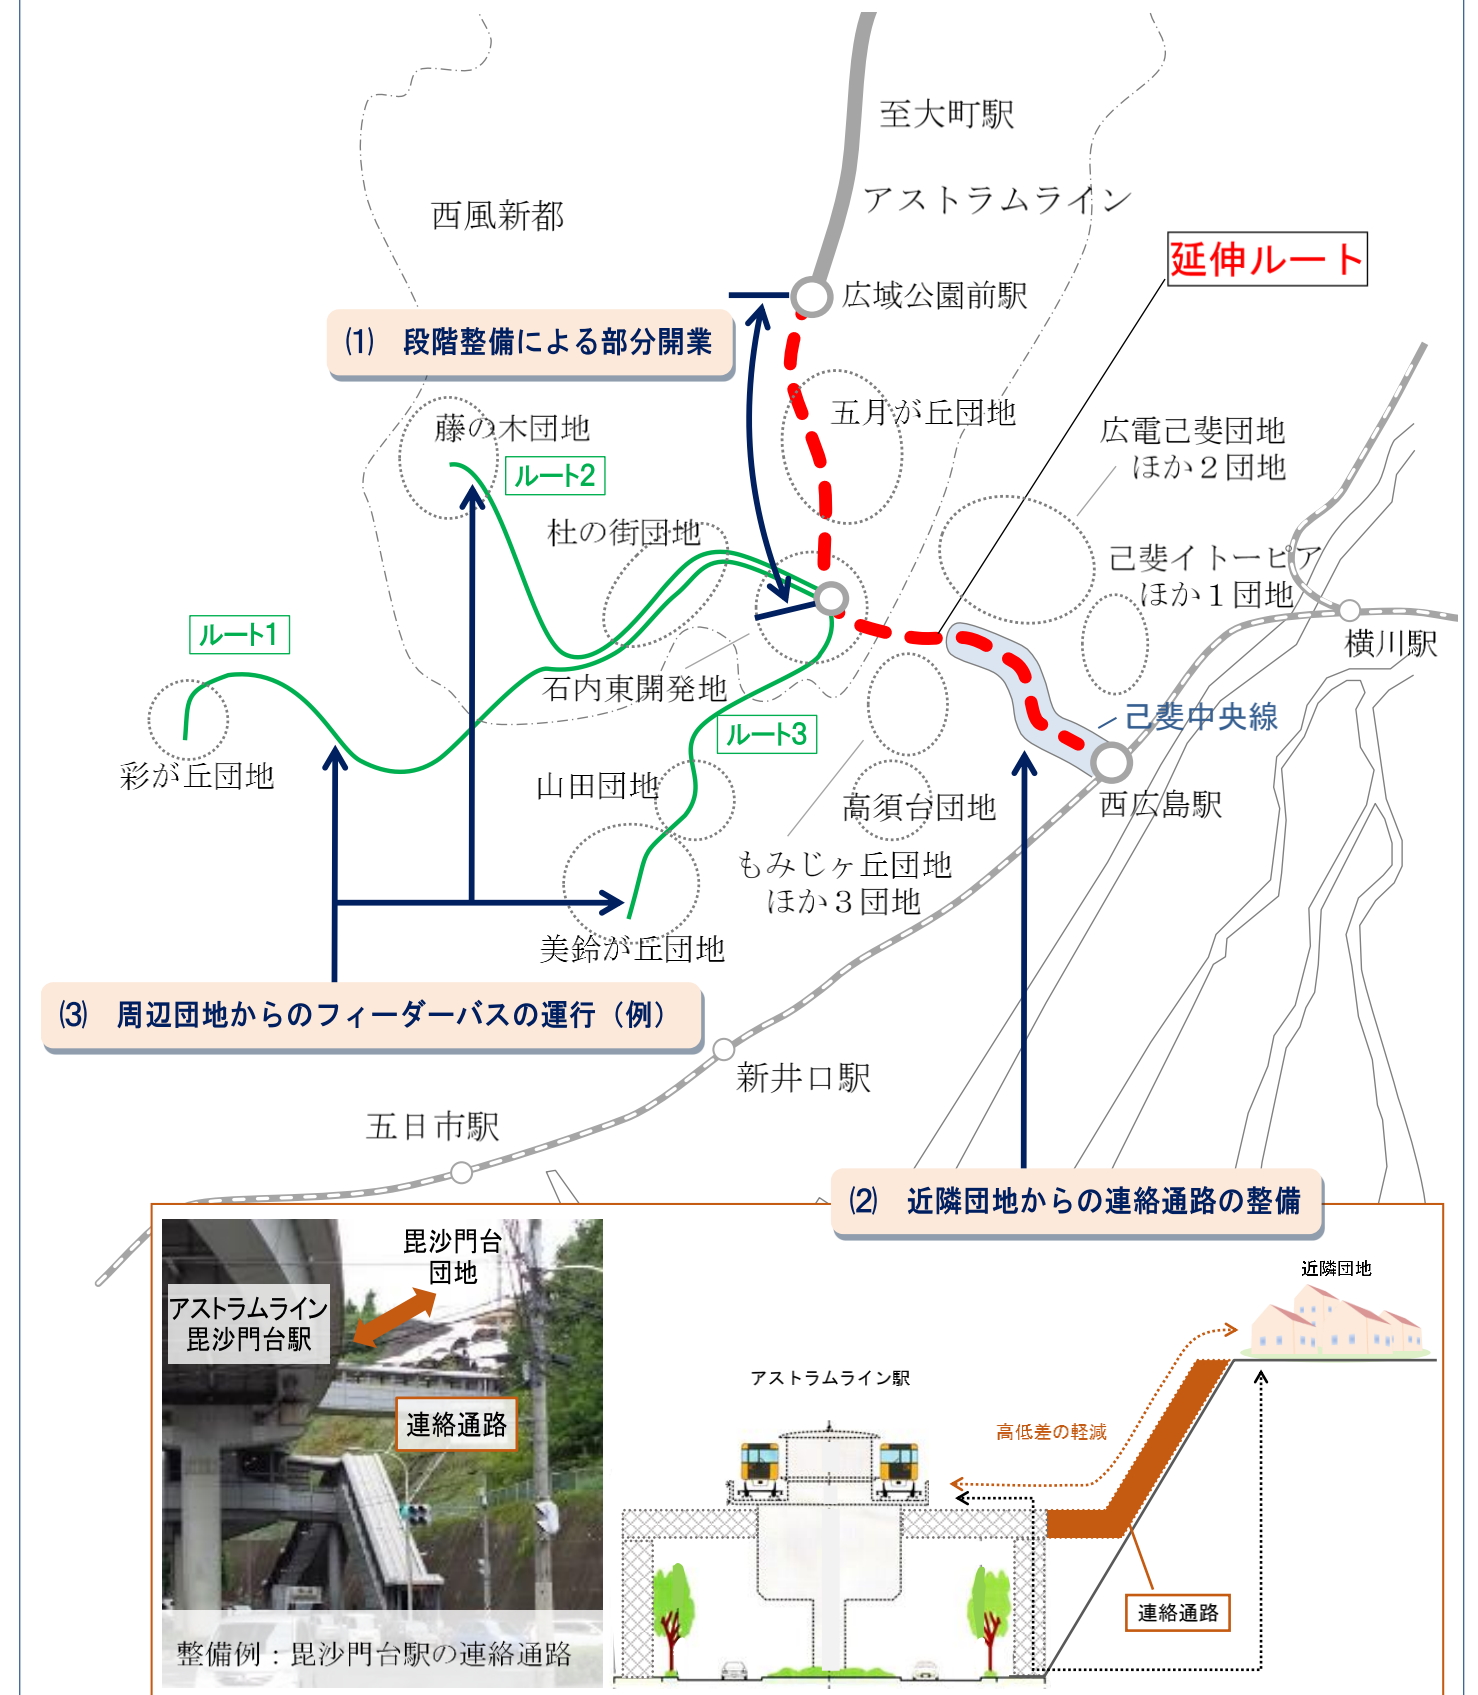 至大町駅
アストラムライン
西風新都
延伸ルート
広域公園前駅
⑴　段階整備による部分開業
五月が丘団地
藤の木団地
広電己斐団地
ほか２団地
ルート2
杜の街団地
己斐イトーピア
ほか１団地
ルート1
横川駅
石内東開発地
己斐中央線
ルート3
彩が丘団地
山田団地
高須台団地
西広島駅
もみじヶ丘団地
ほか３団地
美鈴が丘団地
⑶　周辺団地からのフィーダーバスの運行（例）
新井口駅
五日市駅
⑵　近隣団地からの連絡通路の整備
毘沙門台
団地
アストラムライン
毘沙門台駅
連絡通路
整備例：毘沙門台駅の連絡通路
近隣団地
アストラムライン駅
高低差の軽減
連絡通路